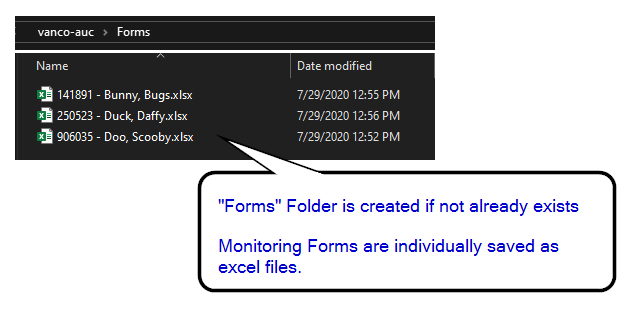 vanco-auc > Forms
Name Date modified
141891 - Bunny, Bugs.xlsx 7/29/2020 12:55 PM
250523 - Duck, Daffy.xlsx 7/29/2020 12:56 PM
906035 - Doo, Scooby.xlsx 7/29/2020 12:52 PM
"Forms" Folder is created if not already exists
Monitoring Forms are individually saved as
excel files.